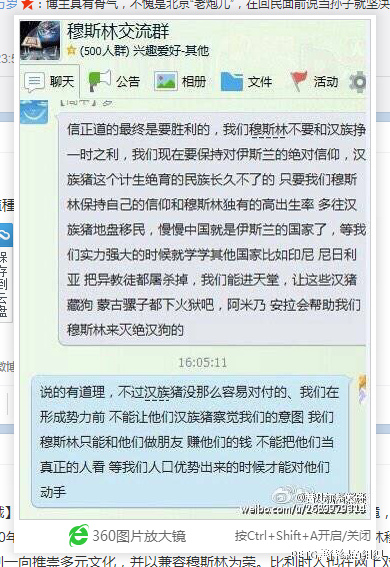 ★：博主真有骨气，不愧是北京“老炮儿”，在回民面前说当孙子就坚决
穆斯林交流群
(500人群) 兴趣爱好-其他
聊天 公告 相册 文件 活动
信正道的最终是要胜利的，我们穆斯林不要和汉族挣
一时之利，我们现在要保持对伊斯兰的绝对信仰，汉
族猪这个计生绝育的民族长久不了的 只要我们穆斯
林保持自己的信仰和穆斯林独有的高出生率 多往汉
族猪地盘移民，慢慢中国就是伊斯兰的国家了，等我
们实力强大的时候就学学其他国家比如印尼 尼日利
亚 把异教徒都屠杀掉，我们能进天堂，让这些汉猪
藏狗 蒙古骡子都下火狱吧，阿米乃 安拉会帮助我们
穆斯林来灭绝汉狗的
16:05:11
说的有道理，不过汉族猪没那么容易对付的、我们在
形成势力前 不能让他们汉族猪察觉我们的意图 我们
穆斯林只能和他们做朋友 赚他们的钱 不能把他们当
真正的人看 等我们人口优势出来的时候才能对他们
动手
保
存
到
云
盘
360截图放大镜
按Ctrl+Shift+A开启/关闭
一向推崇多元文化，并以兼容穆斯林为荣。比利时人也在网上对